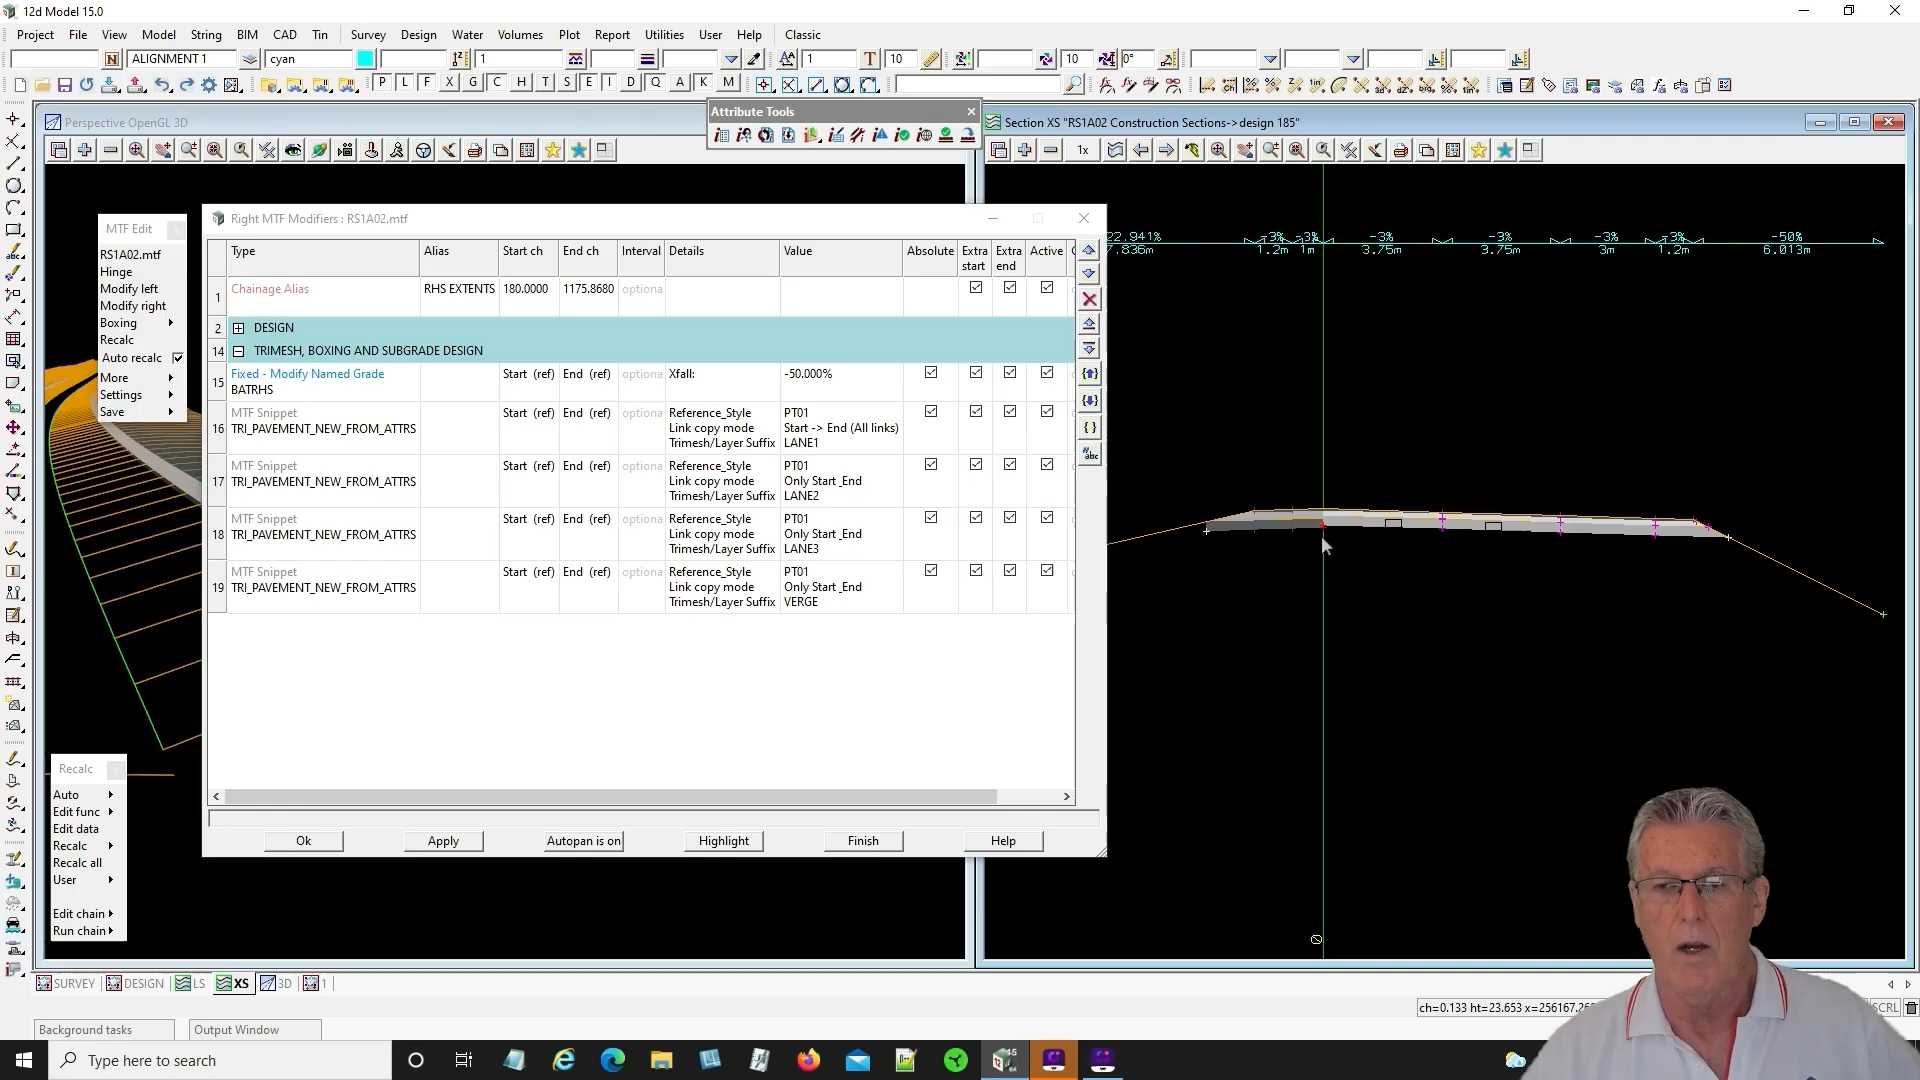 12d Model 15.0
Project File View Model String BIM CAD Tin Survey Design Water Volumes Plot Report Utilities User Help Classic
N ALIGNMENT 1 cyan 1 1 T 10 10 0°
P L F X G C H T S E I D Q A K M
Attribute Tools
Perspective OpenGL 3D
Section XS "RS1A02 Construction Sections->design 185"
1x
MTF Edit
RS1A02.mtf
Hinge
Modify left
Modify right
Boxing
Recalc
Auto recalc
More
Settings
Save
Right MTF Modifiers : RS1A02.mtf
Type Alias Start ch End ch Interval Details Value Absolute Extra start Extra end Active
1 Chainage Alias RHS EXTENTS 180.0000 1175.8680 optiona
2 DESIGN
14 TRIMESH, BOXING AND SUBGRADE DESIGN
15 Fixed - Modify Named Grade Start (ref) End (ref) optiona Xfall: -50.000%
BATRHS
16 MTF Snippet Start (ref) End (ref) optiona Reference_Style PT01
TRI_PAVEMENT_NEW_FROM_ATTRS Link copy mode Start -> End (All links)
Trimesh/Layer Suffix LANE1
17 MTF Snippet Start (ref) End (ref) optiona Reference_Style PT01
TRI_PAVEMENT_NEW_FROM_ATTRS Link copy mode Only Start_End
Trimesh/Layer Suffix LANE2
18 MTF Snippet Start (ref) End (ref) optiona Reference_Style PT01
TRI_PAVEMENT_NEW_FROM_ATTRS Link copy mode Only Start_End
Trimesh/Layer Suffix LANE3
19 MTF Snippet Start (ref) End (ref) optiona Reference_Style PT01
TRI_PAVEMENT_NEW_FROM_ATTRS Link copy mode Only Start_End
Trimesh/Layer Suffix VERGE
Ok Apply Autopan is on Highlight Finish Help
22.941% -3% -3% -3% -3% -3% -3% -50%
7.836m 1.2m 1m 3.75m 3.75m 3m 1.2m 6.013m
Recalc
Auto
Edit func
Edit data
Recalc
Recalc all
User
Edit chain
Run chain
SURVEY DESIGN LS XS 3D 1
ch=0.133 ht=23.653 SCRL
Background tasks Output Window
Type here to search